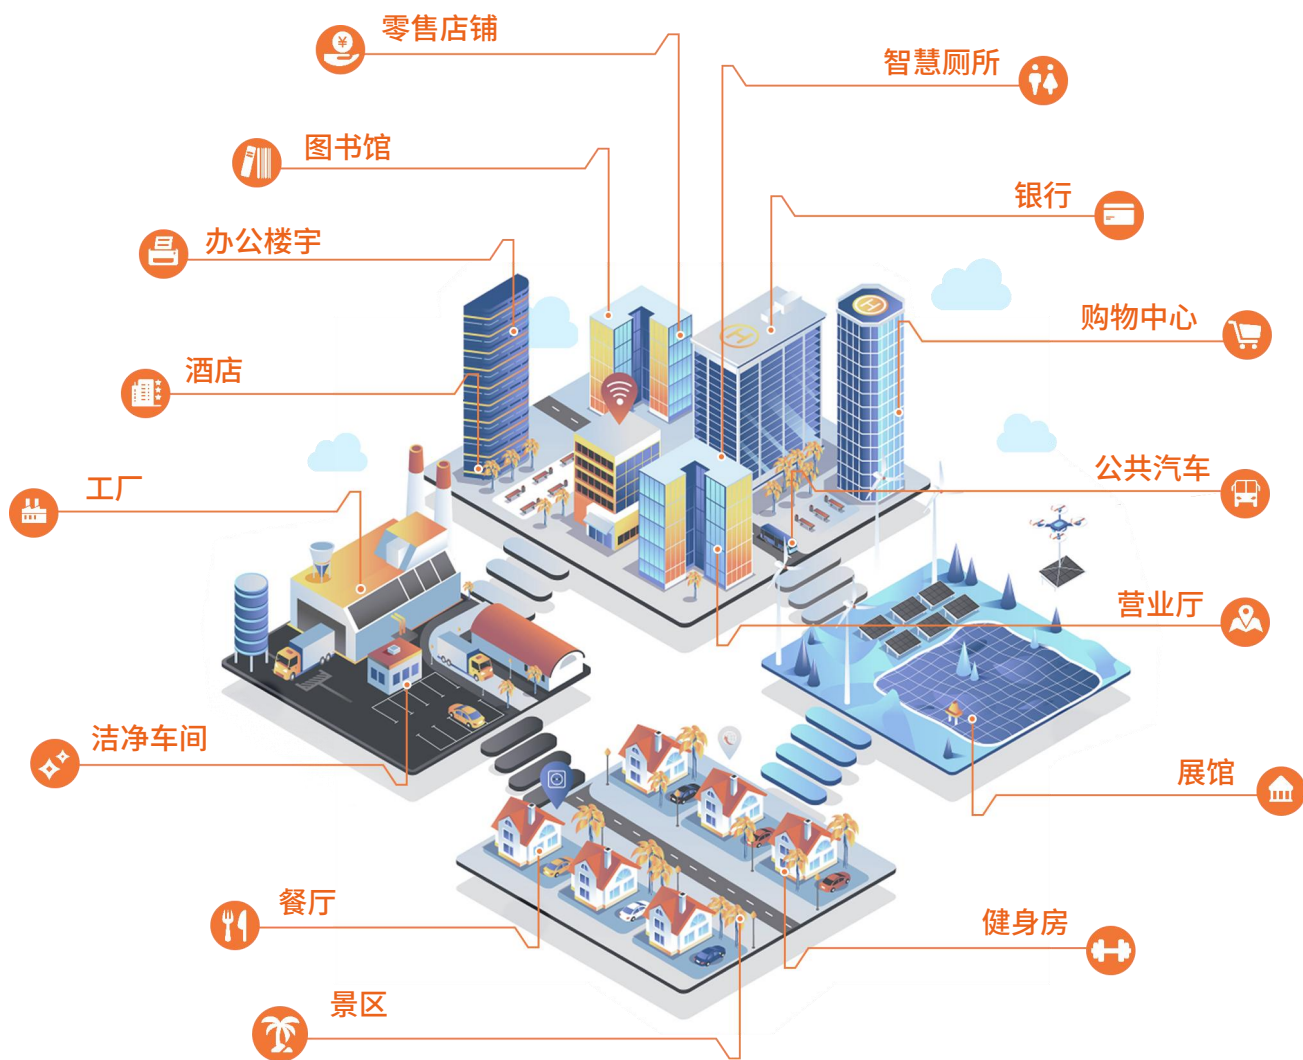 零售店铺
智慧厕所
图书馆
银行
办公楼宇
购物中心
酒店
公共汽车
工厂
营业厅
洁净车间
展馆
餐厅
健身房
景区